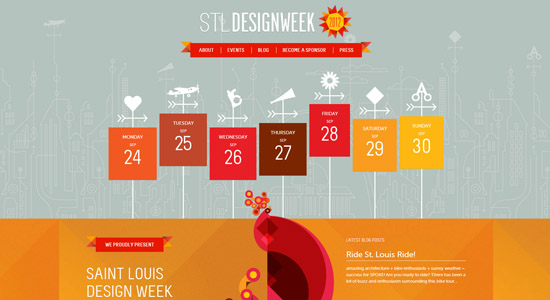 STL DESIGNWEEK 2012
ABOUT EVENTS BLOG BECOME A SPONSOR PRESS
MONDAY
SEP
24
TUESDAY
SEP
25
WEDNESDAY
SEP
26
THURSDAY
SEP
27
FRIDAY
SEP
28
SATURDAY
SEP
29
SUNDAY
SEP
30
WE PROUDLY PRESENT
SAINT LOUIS
DESIGN WEEK
LATEST BLOG POSTS
Ride St. Louis Ride!
amazing architecture + bike enthusiasts + sunny weather =
success for SPOKE! Are you ready to ride? There has been a
lot of buzz and enthusiasm surrounding this bike tour...